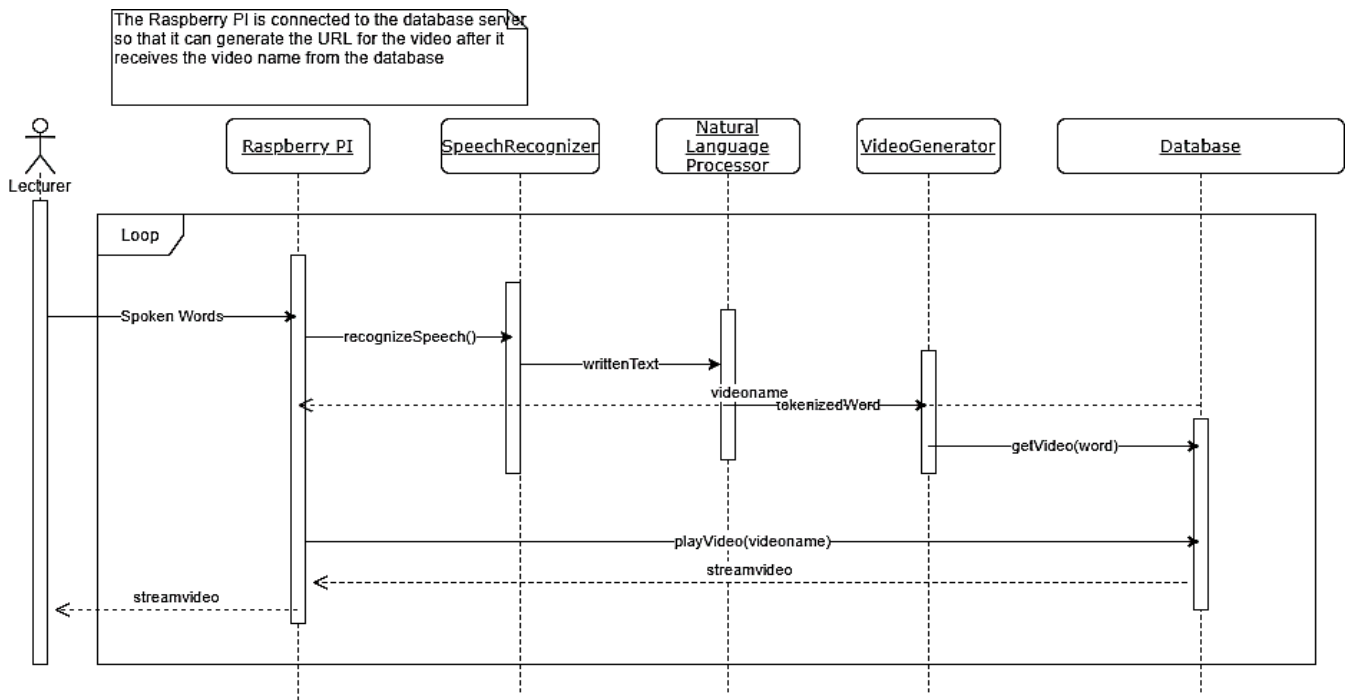 The Raspberry PI is connected to the database server
so that it can generate the URL for the video after it
receives the video name from the database
Lecturer
Raspberry PI
SpeechRecognizer
Natural
Language
Processor
VideoGenerator
Database
Loop
Spoken Words
recognizeSpeech()
writtenText
videoname
tokenizedWord
getVideo(word)
playVideo(videoname)
streamvideo
streamvideo